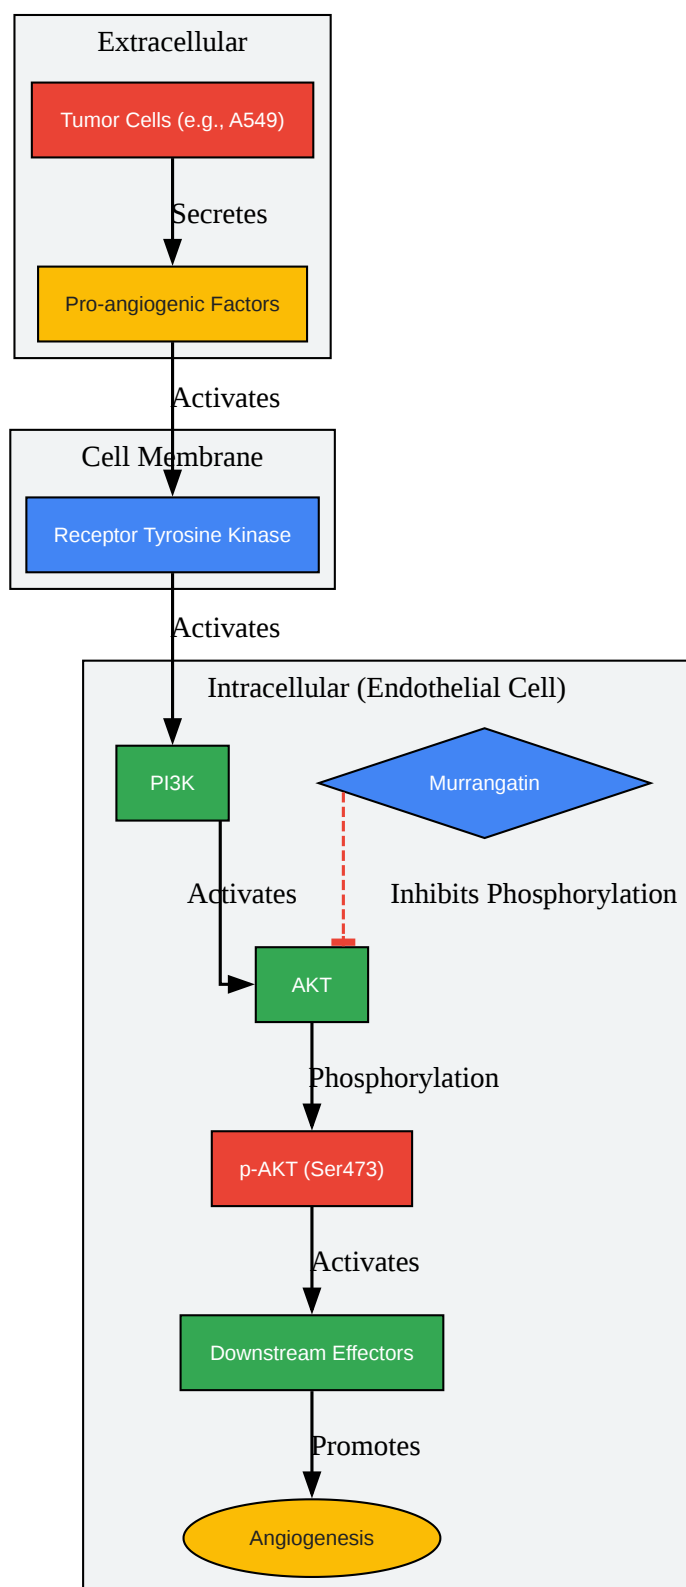 Extracellular
Tumor Cells (e.g., A549)
Secretes
Pro-angiogenic Factors
Activates
Cell Membrane
Receptor Tyrosine Kinase
Activates
Intracellular (Endothelial Cell)
PI3K
Murrangatin
Activates
Inhibits Phosphorylation
AKT
Phosphorylation
p-AKT (Ser473)
Activates
Downstream Effectors
Promotes
Angiogenesis